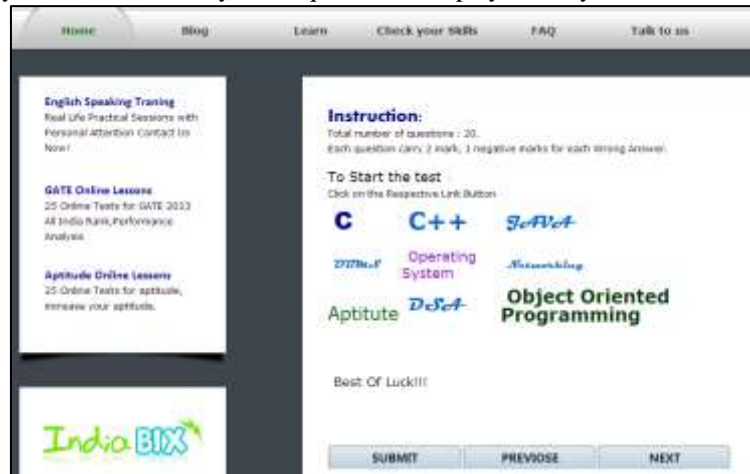 Home Blog Learn Check your Skills FAQ Talk to us
English Speaking Traning
Real Life Practical Sessions with
Personal Attention Contact Us
Now!
GATE Online Lessons
25 Online Tests for GATE 2013
All India Rank,Performance
Analysis
Aptitude Online Lessons
25 Online Tests for aptitude,
increase your aptitude.
India BIX
Instruction:
Total number of questions : 20.
Each question carry 2 mark, 1 negative marks for each wrong answer.
To Start the test
Click on the Respective Link Button
C C++ JAVA
DBMS Operating
System Networking
Aptitute DSA Object Oriented
Programming
Best Of Luck!!!
SUBMIT PREVIOSE NEXT